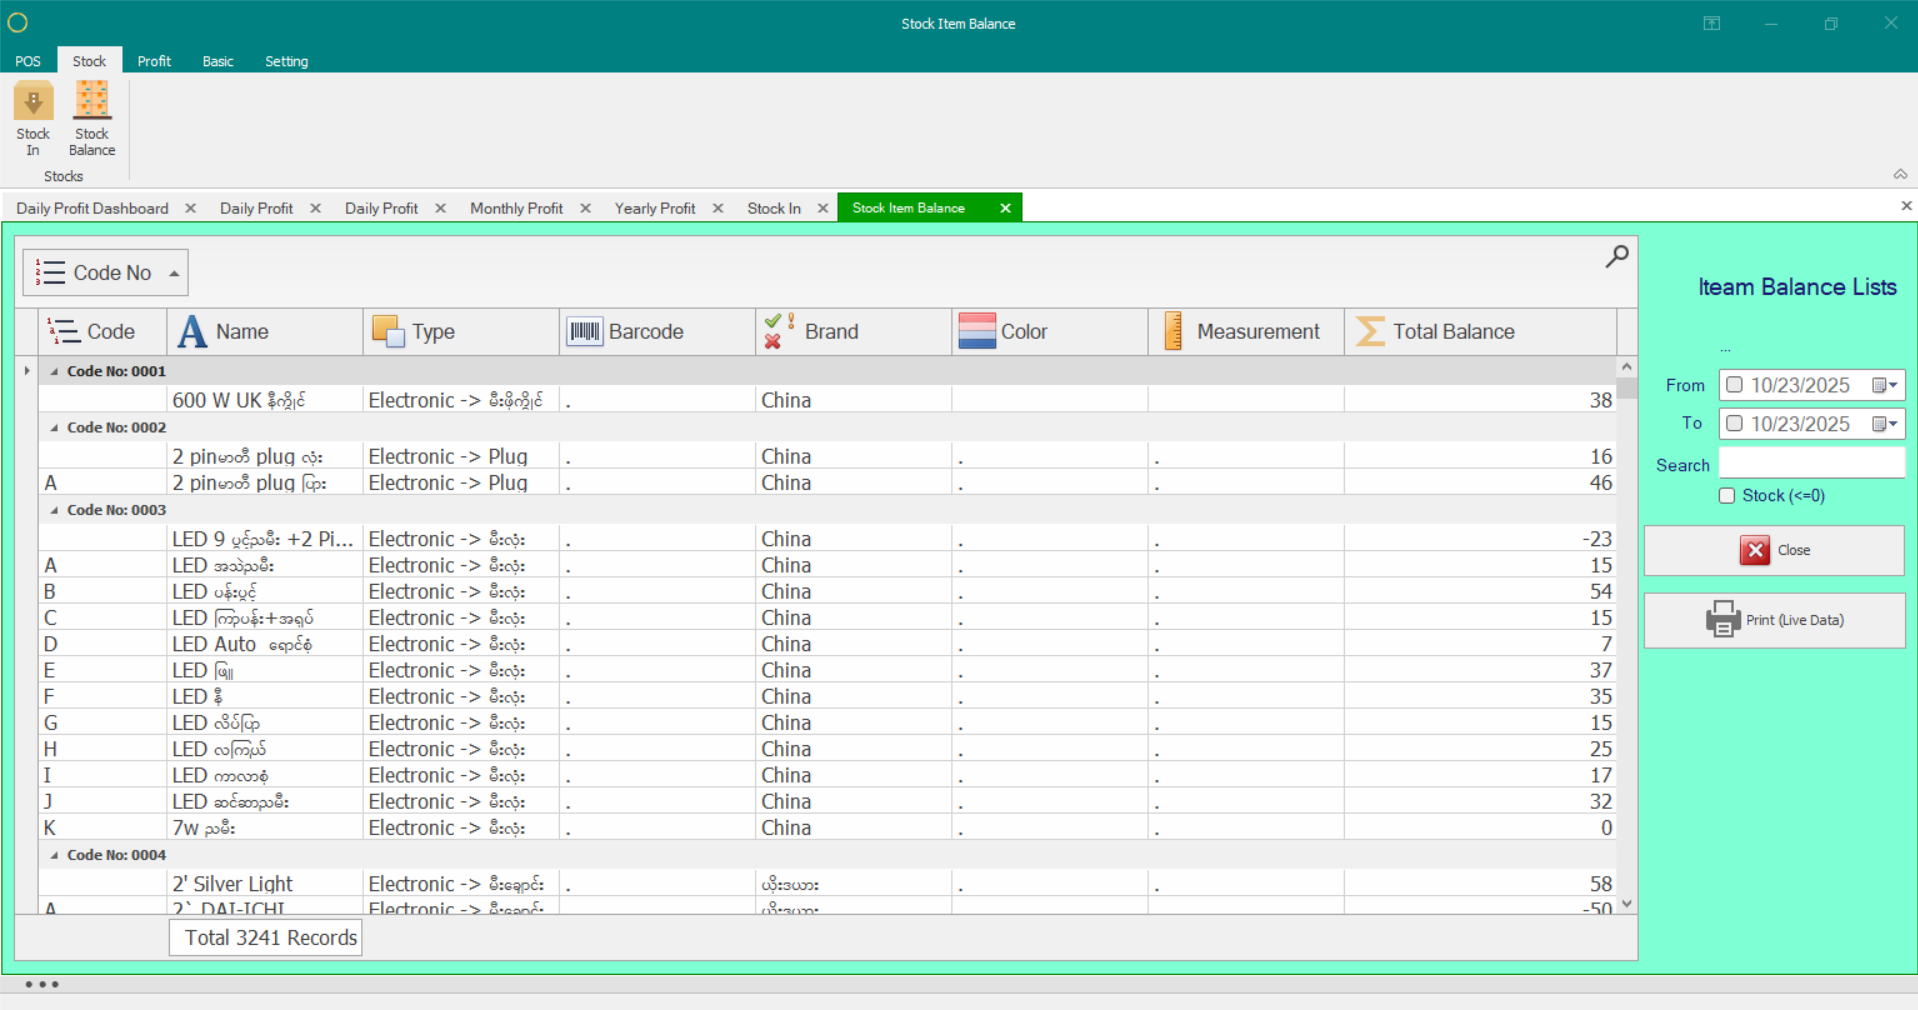 Stock Item Balance
POS Stock Profit Basic Setting
Stock In Stock Balance
Stocks
Daily Profit Dashboard Daily Profit Daily Profit Monthly Profit Yearly Profit Stock In Stock Item Balance
Code No
Iteam Balance Lists
Code Name Type Barcode Brand Color Measurement Total Balance
...
From 10/23/2025
To 10/23/2025
Search
Stock (<=0)
Close
Print (Live Data)
Code No: 0001
600 W UK နီကွိုင် Electronic -> မီးဖိုကွိုင် . China 38
Code No: 0002
2 pinမာတီ plug လုံး Electronic -> Plug . China . . 16
A 2 pinမာတီ plug ပြား Electronic -> Plug . China . . 46
Code No: 0003
LED 9 ပွင့်ညမီး +2 Pi... Electronic -> မီးလုံး . China . . -23
A LED အသဲညမီး Electronic -> မီးလုံး . China . . 15
B LED ပန်းပွင့် Electronic -> မီးလုံး . China . . 54
C LED ကြာပန်း+အရုပ် Electronic -> မီးလုံး . China . . 15
D LED Auto ရောင်စုံ Electronic -> မီးလုံး . China . . 7
E LED ဖြူ Electronic -> မီးလုံး . China . . 37
F LED နီ Electronic -> မီးလုံး . China . . 35
G LED လိပ်ပြာ Electronic -> မီးလုံး . China . . 15
H LED လကြယ် Electronic -> မီးလုံး . China . . 25
I LED ကာလာစုံ Electronic -> မီးလုံး . China . . 17
J LED ဆင်ဆာညမီး Electronic -> မီးလုံး . China . . 32
K 7w ညမီး Electronic -> မီးလုံး . China . . 0
Code No: 0004
2' Silver Light Electronic -> မီးချောင်း . ယိုးဒယား . . 58
A 2` DAI-ICHI Electronic -> မီးချောင်း ယိုးဒယား -50
Total 3241 Records